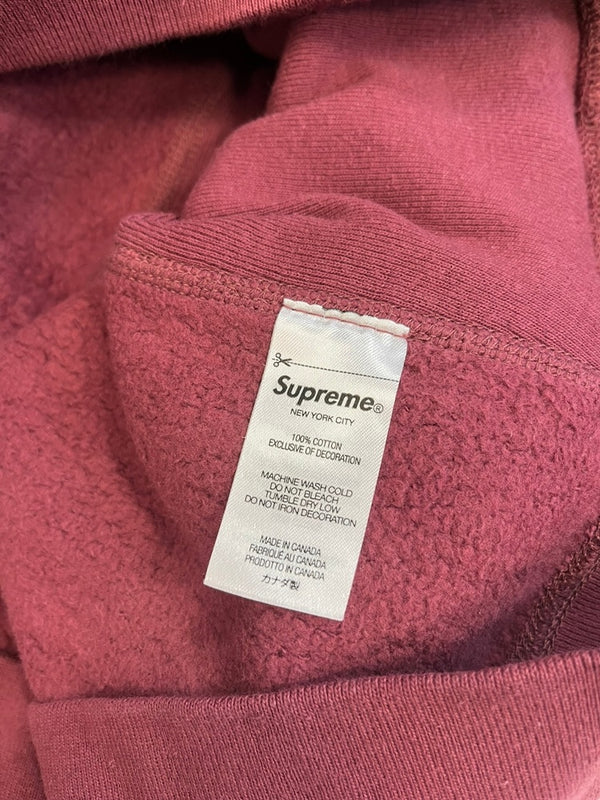 Supreme®
NEW YORK CITY
100% COTTON
EXCLUSIVE OF DECORATION
MACHINE WASH COLD
DO NOT BLEACH
TUMBLE DRY LOW
DO NOT IRON DECORATION
MADE IN CANADA
FABRIQUÉ AU CANADA
PRODOTTO IN CANADA
カナダ製